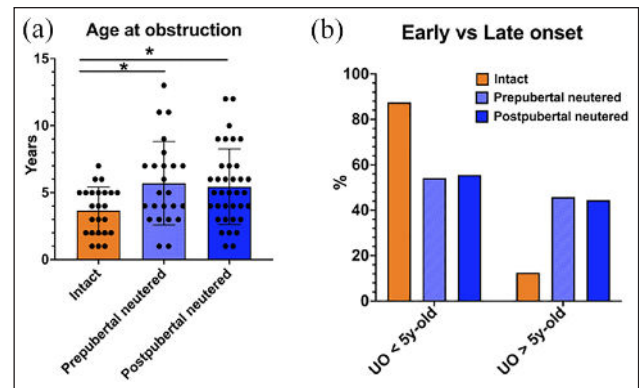 (a)
Age at obstruction
*
*
15
10
5
0
Years
Intact
Prepubertal neutered
Postpubertal neutered
(b)
Early vs Late onset
Intact
Prepubertal neutered
Postpubertal neutered
100
80
60
40
20
0
%
UO < 5y-old
UO > 5y-old